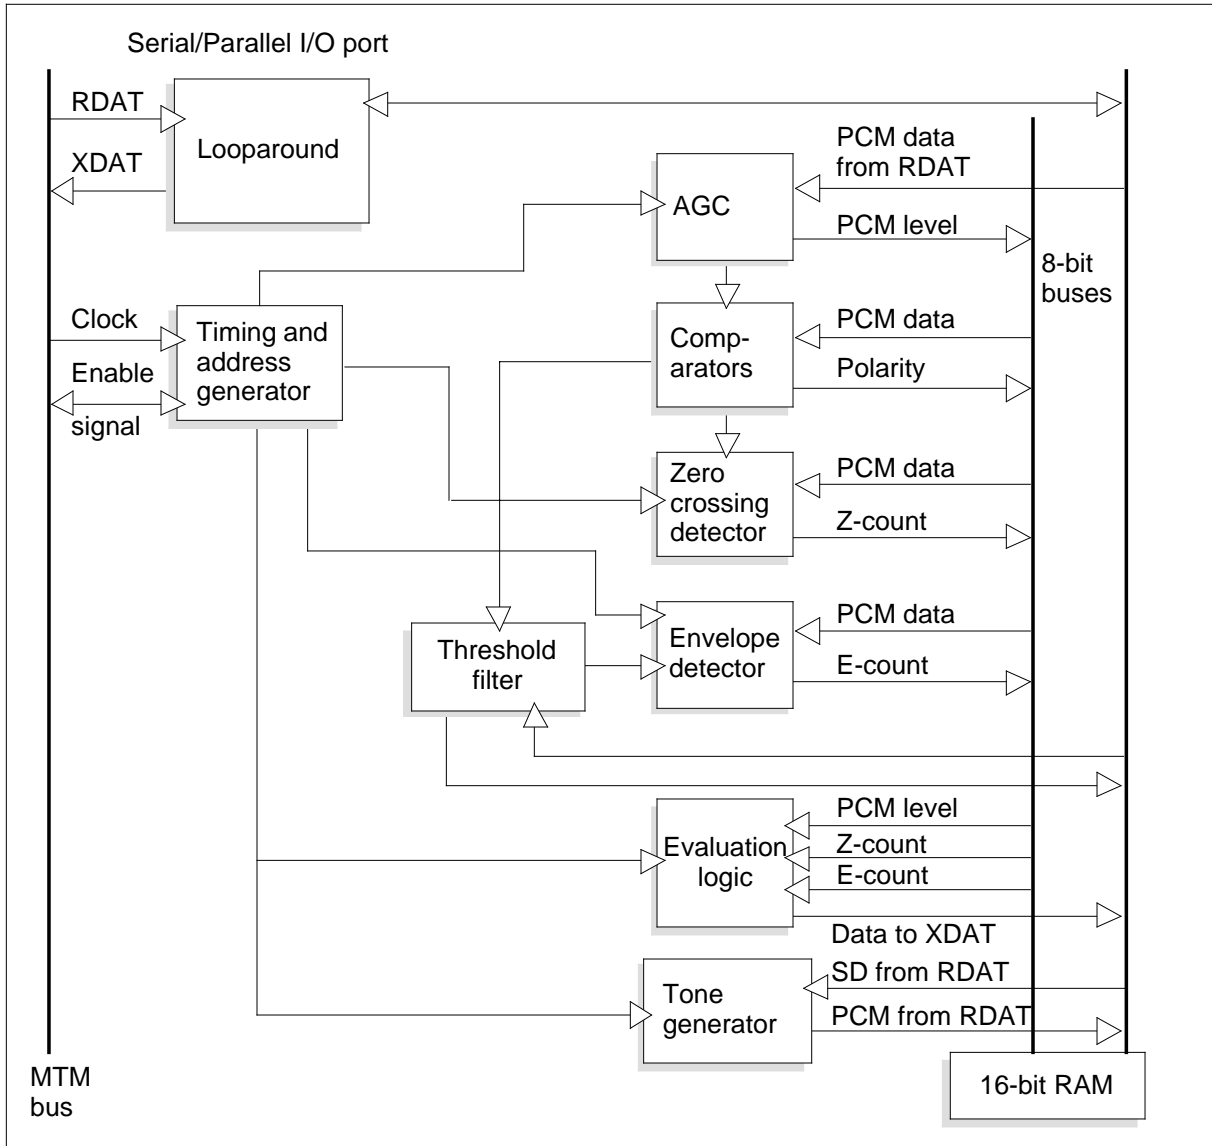 Serial/Parallel I/O port
RDAT
Looparound
XDAT
PCM data
from RDAT
AGC
PCM level
8-bit
buses
Clock
Timing and
address
generator
Enable
signal
Comp-
arators
PCM data
Polarity
Zero
crossing
detector
PCM data
Z-count
Threshold
filter
Envelope
detector
PCM data
E-count
Evaluation
logic
PCM level
Z-count
E-count
Data to XDAT
Tone
generator
SD from RDAT
PCM from RDAT
MTM
bus
16-bit RAM